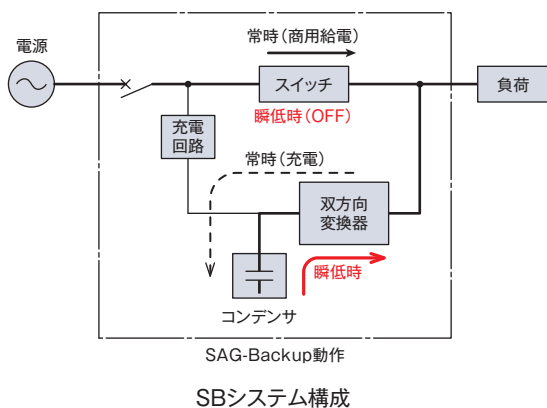 常時(商用給電)
電源
スイッチ
負荷
瞬低時(OFF)
充電
回路
常時(充電)
双方向
変換器
瞬低時
コンデンサ
SAG-Backup動作
SBシステム構成